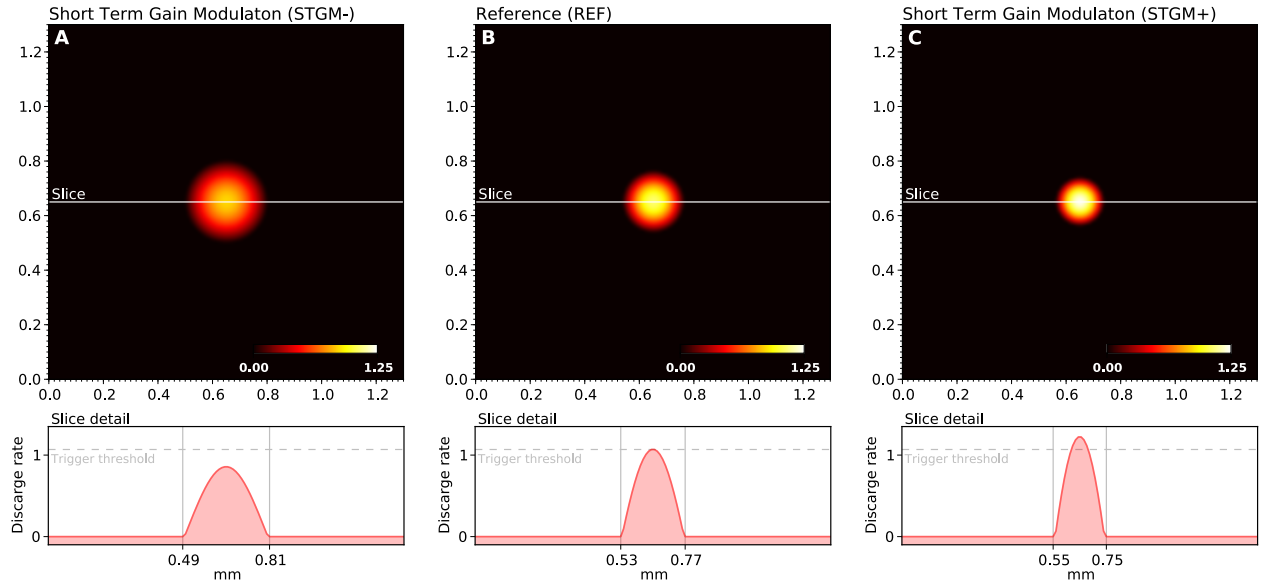 Short Term Gain Modulaton (STGM-)
A
Slice
0.00 1.25
0.0 0.2 0.4 0.6 0.8 1.0 1.2
0.0 0.2 0.4 0.6 0.8 1.0 1.2
Slice detail
Trigger threshold
Discarge rate
1
0
0.49 0.81
mm
Reference (REF)
B
Slice
0.00 1.25
0.0 0.2 0.4 0.6 0.8 1.0 1.2
0.0 0.2 0.4 0.6 0.8 1.0 1.2
Slice detail
Trigger threshold
Discarge rate
1
0
0.53 0.77
mm
Short Term Gain Modulaton (STGM+)
C
Slice
0.00 1.25
0.0 0.2 0.4 0.6 0.8 1.0 1.2
0.0 0.2 0.4 0.6 0.8 1.0 1.2
Slice detail
Trigger threshold
Discarge rate
1
0
0.55 0.75
mm